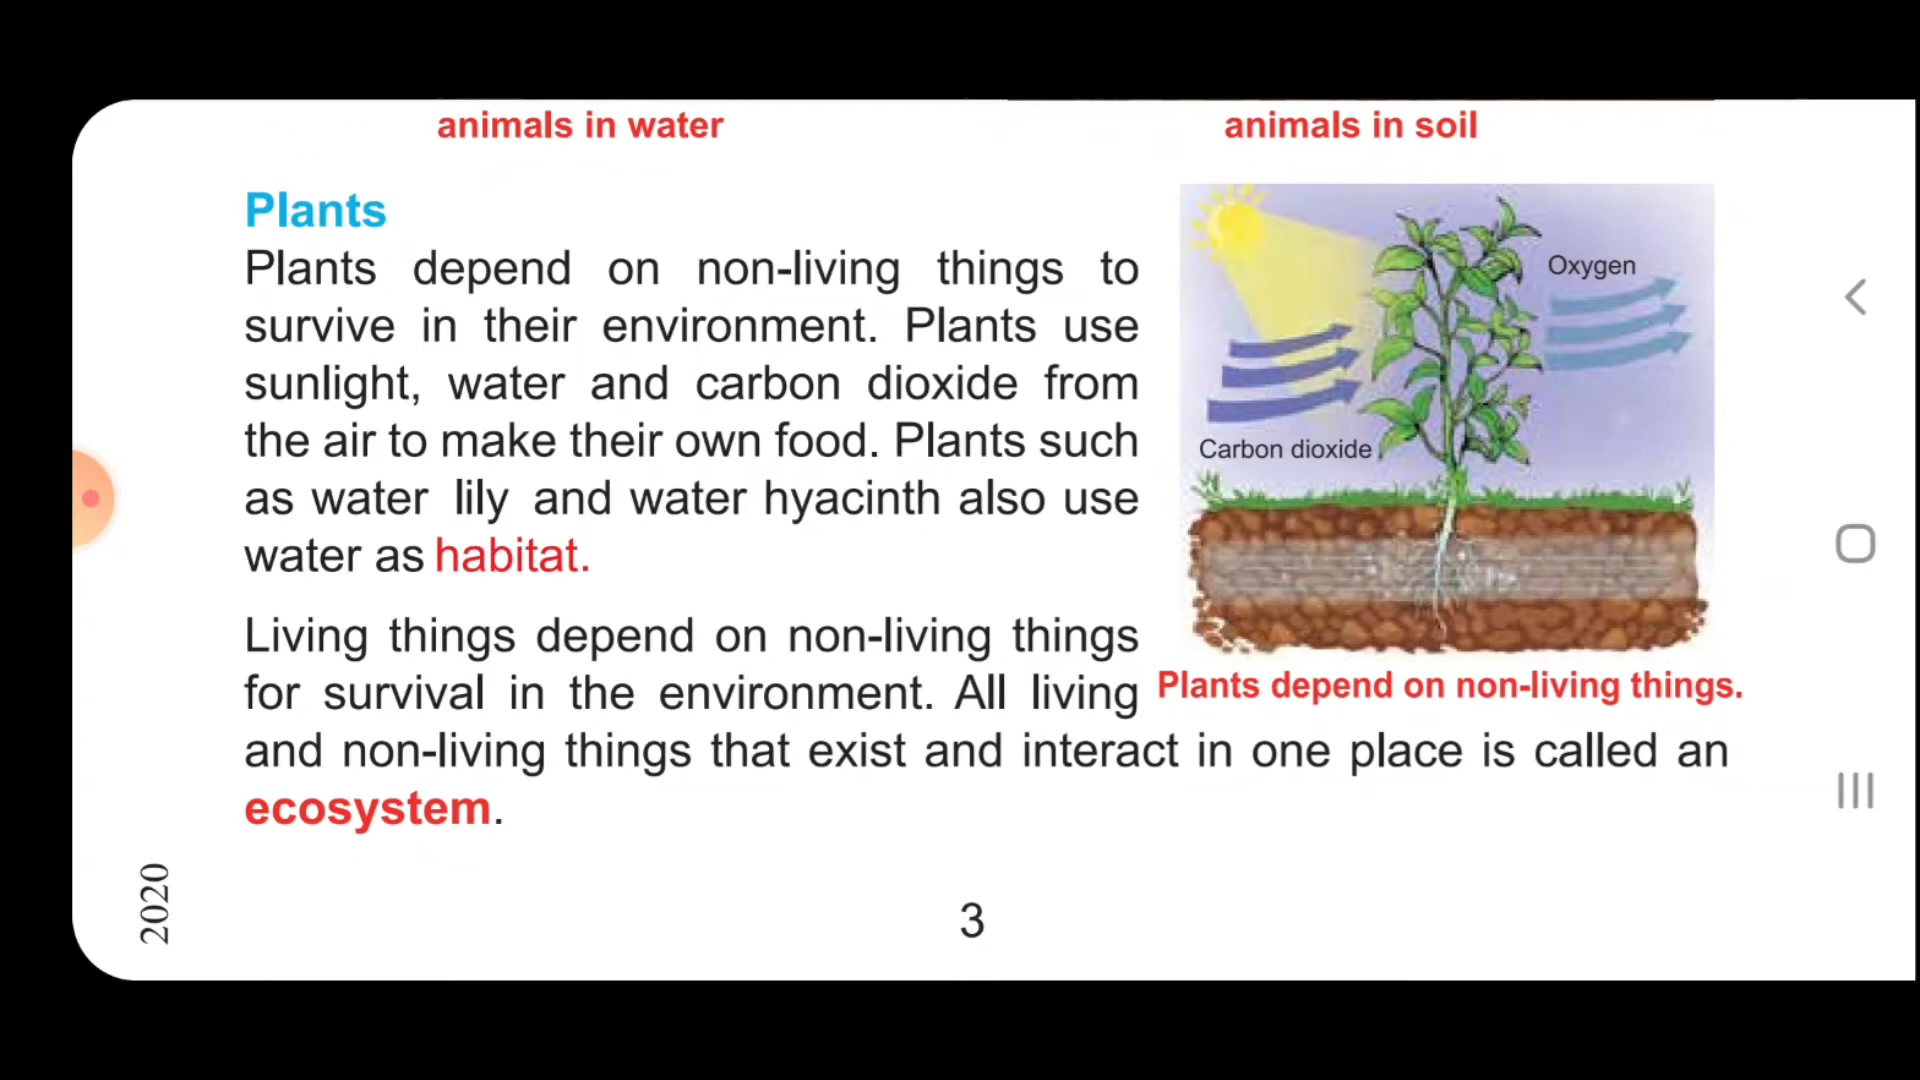 animals in water
animals in soil
Plants
Plants depend on non-living things to
survive in their environment. Plants use
sunlight, water and carbon dioxide from
the air to make their own food. Plants such
as water lily and water hyacinth also use
water as habitat.
Oxygen
Carbon dioxide
Plants depend on non-living things.
Living things depend on non-living things
for survival in the environment. All living
and non-living things that exist and interact in one place is called an
ecosystem.
2020
3